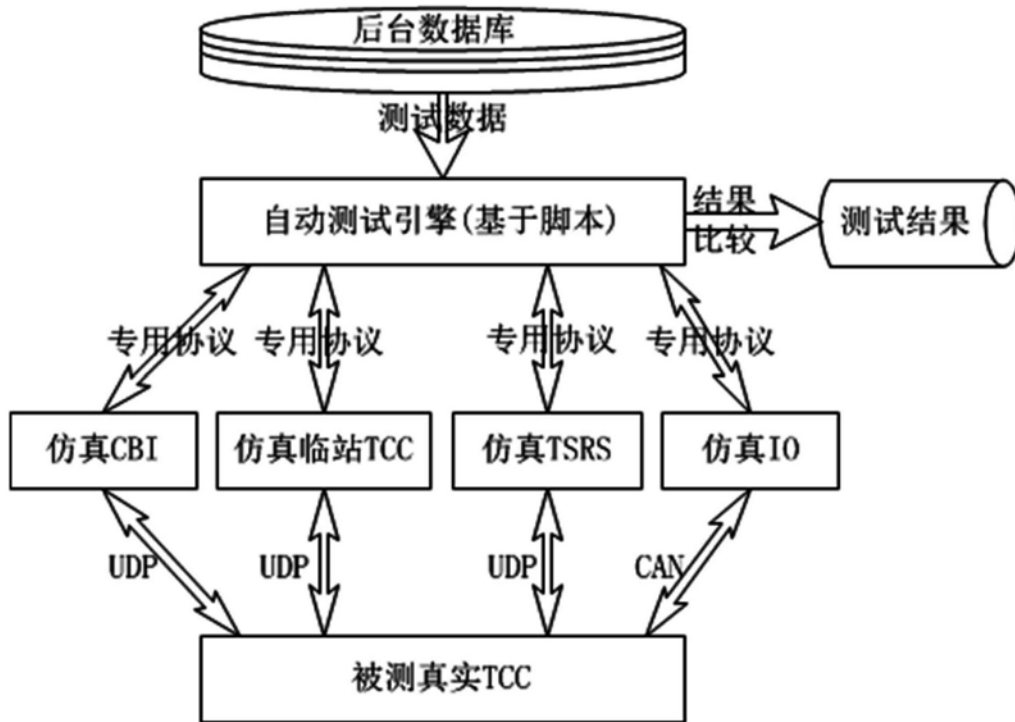 后台数据库
测试数据
自动测试引擎(基于脚本)
结果
比较
测试结果
专用协议
专用协议
专用协议
专用协议
仿真CBI
仿真临站TCC
仿真TSRS
仿真IO
UDP
UDP
UDP
CAN
被测真实TCC